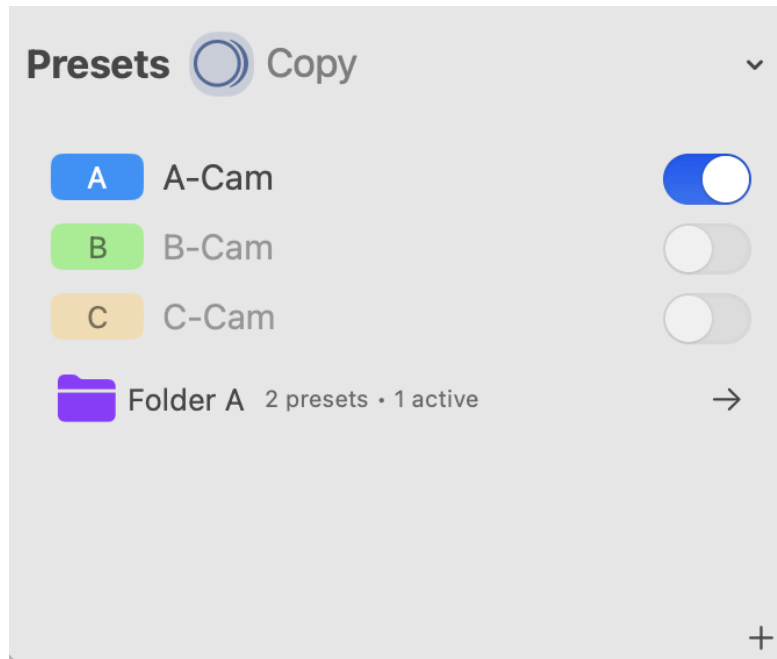 Presets Copy
A A-Cam
B B-Cam
C C-Cam
Folder A 2 presets • 1 active